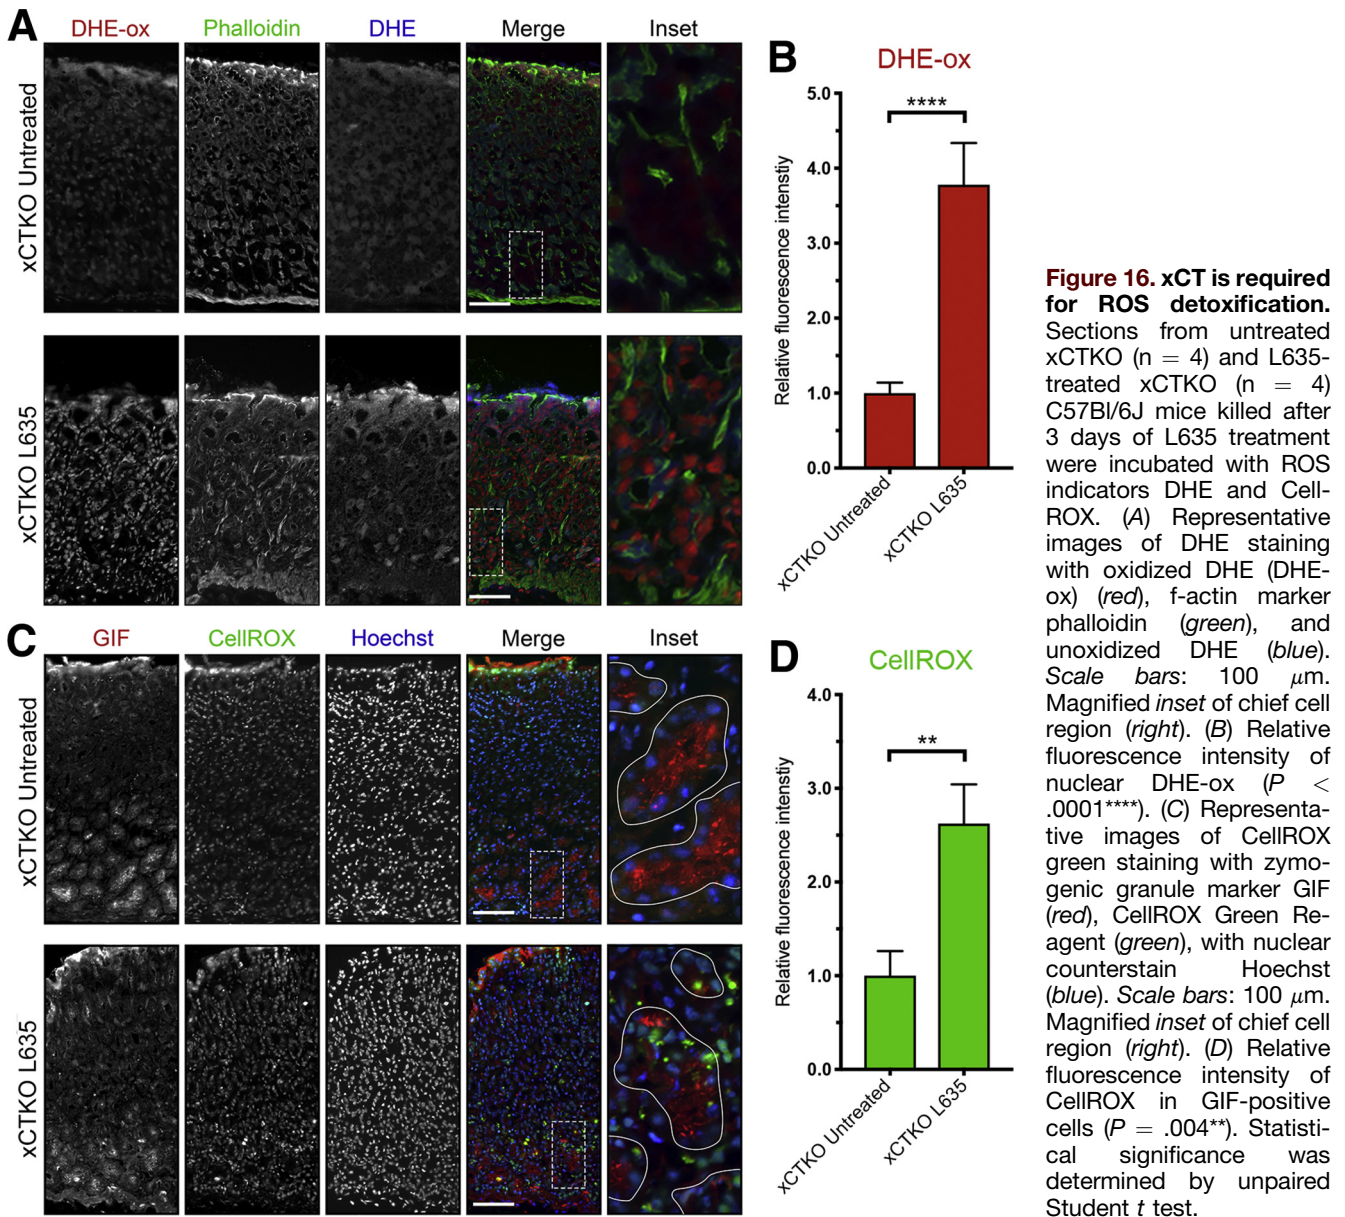 A
DHE-ox Phalloidin DHE Merge Inset
xCTKO Untreated
xCTKO L635
B
DHE-ox
Relative fluorescence intenstiy
5.0
4.0
3.0
2.0
1.0
0.0
****
xCTKO Untreated
xCTKO L635
C
GIF CellROX Hoechst Merge Inset
xCTKO Untreated
xCTKO L635
D
CellROX
Relative fluorescence intenstiy
4.0
3.0
2.0
1.0
0.0
**
xCTKO Untreated
xCTKO L635
Figure 16. xCT is required
for ROS detoxification.
Sections from untreated
xCTKO (n = 4) and L635-
treated xCTKO (n = 4)
C57Bl/6J mice killed after
3 days of L635 treatment
were incubated with ROS
indicators DHE and Cell-
ROX. (A) Representative
images of DHE staining
with oxidized DHE (DHE-
ox) (red), f-actin marker
phalloidin (green), and
unoxidized DHE (blue).
Scale bars: 100 μm.
Magnified inset of chief cell
region (right). (B) Relative
fluorescence intensity of
nuclear DHE-ox (P <
.0001****). (C) Representa-
tive images of CellROX
green staining with zymo-
genic granule marker GIF
(red), CellROX Green Re-
agent (green), with nuclear
counterstain Hoechst
(blue). Scale bars: 100 μm.
Magnified inset of chief cell
region (right). (D) Relative
fluorescence intensity of
CellROX in GIF-positive
cells (P = .004**). Statisti-
cal significance was
determined by unpaired
Student t test.